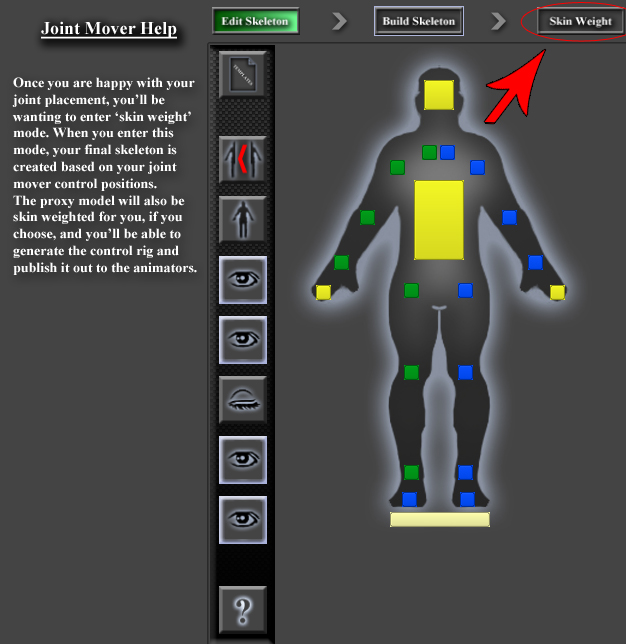 Joint Mover Help
Edit Skeleton
Build Skeleton
Skin Weight
Once you are happy with your
joint placement, you'll be
wanting to enter 'skin weight'
mode. When you enter this
mode, your final skeleton is
created based on your joint
mover control positions.
The proxy model will also be
skin weighted for you, if you
choose, and you'll be able to
generate the control rig and
publish it out to the animators.
TEMPLATES
?